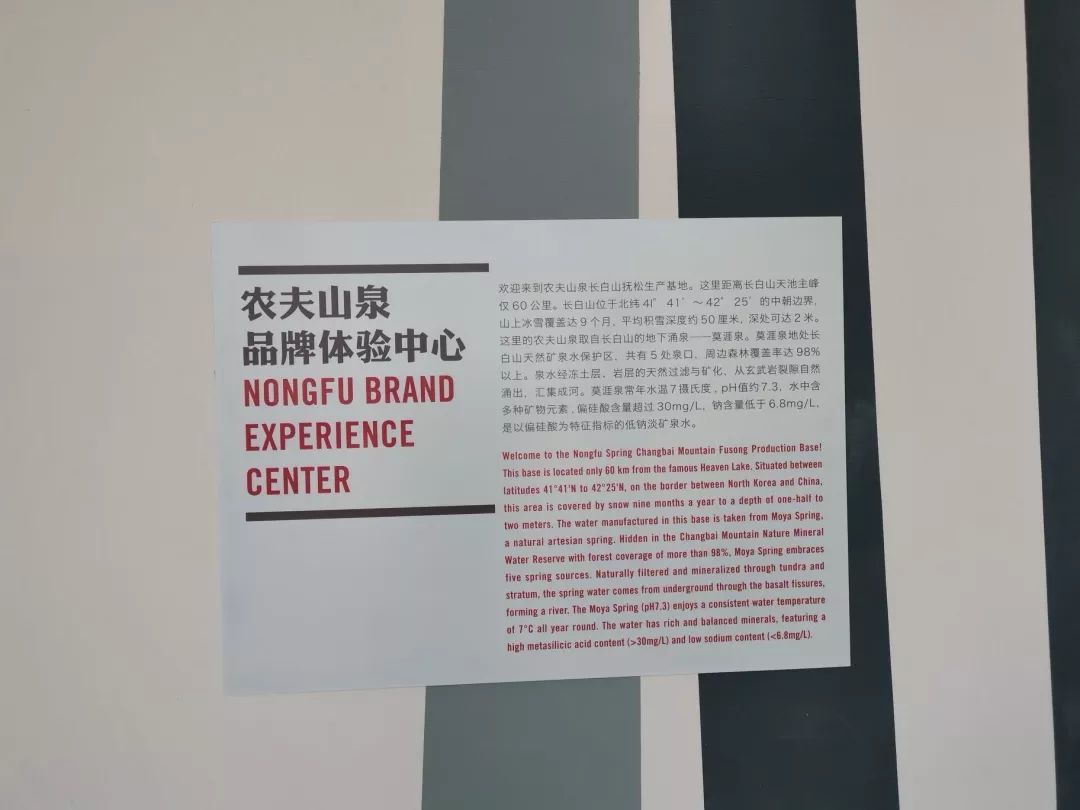 农夫山泉
品牌体验中心
NONGFU BRAND
EXPERIENCE
CENTER
欢迎来到农夫山泉长白山抚松生产基地。这里距离长白山天池主峰
仅60公里。长白山位于北纬41°41′～42°25′的中朝边界，
山上冰雪覆盖达9个月，平均积雪深度约50厘米，深处可达2米。
这里的农夫山泉取自长白山的地下涌泉——莫涯泉。莫涯泉地处长
白山天然矿泉水保护区，共有5处泉口，周边森林覆盖率达98%
以上。泉水经冻土层、岩层的天然过滤与矿化，从玄武岩裂隙自然
涌出，汇集成河。莫涯泉常年水温7摄氏度，pH值约7.3，水中含
多种矿物元素，偏硅酸含量超过30mg/L，钠含量低于6.8mg/L，
是以偏硅酸为特征指标的低钠淡矿泉水。
Welcome to the Nongfu Spring Changbai Mountain Fusong Production Base!
This base is located only 60 km from the famous Heaven Lake. Situated between
latitudes 41°41'N to 42°25'N, on the border between North Korea and China,
this area is covered by snow nine months a year to a depth of one-half to
two meters. The water manufactured in this base is taken from Moya Spring,
a natural artesian spring. Hidden in the Changbai Mountain Nature Mineral
Water Reserve with forest coverage of more than 98%, Moya Spring embraces
five spring sources. Naturally filtered and mineralized through tundra and
stratum, the spring water comes from underground through the basalt fissures,
forming a river. The Moya Spring (pH7.3) enjoys a consistent water temperature
of 7°C all year round. The water has rich and balanced minerals, featuring a
high metasilicic acid content (>30mg/L) and low sodium content (<6.8mg/L).